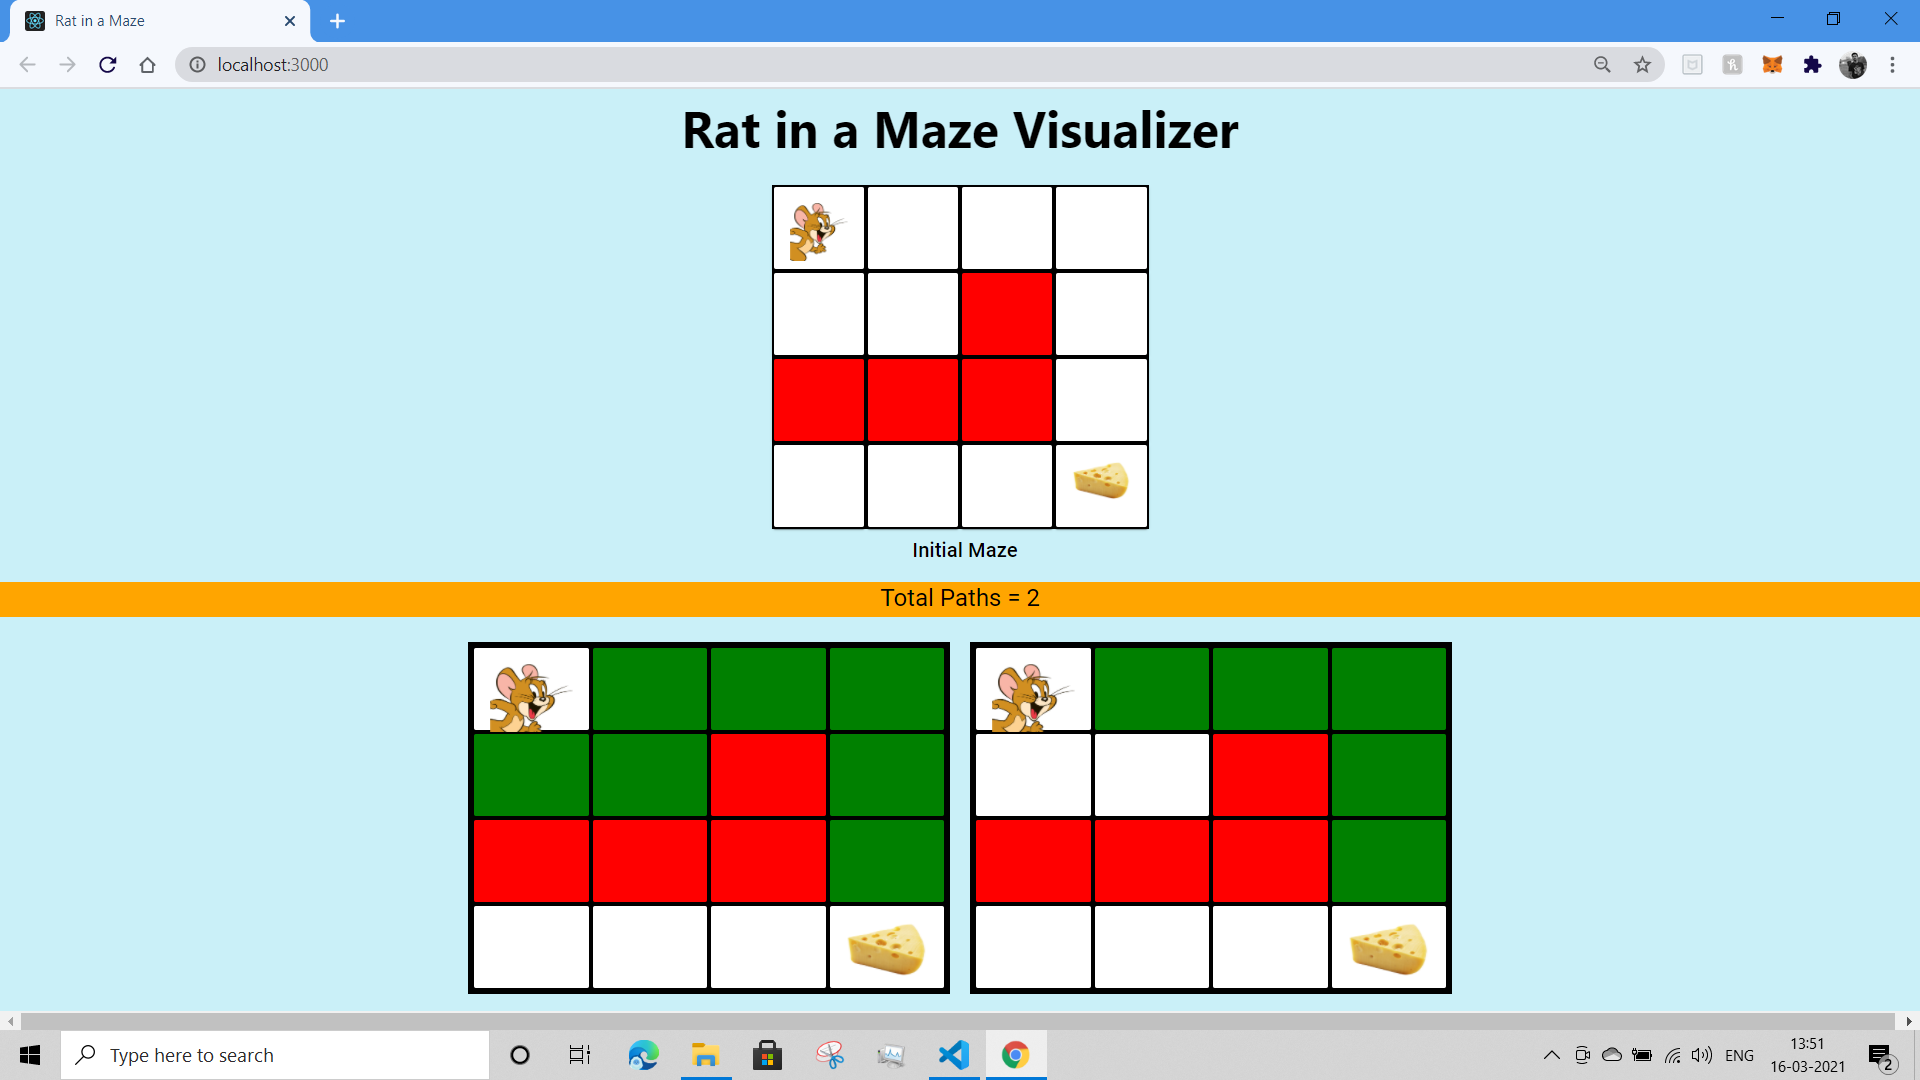 Rat in a Maze
localhost:3000
Rat in a Maze Visualizer
Initial Maze
Total Paths = 2
Type here to search
ENG
13:51
16-03-2021
2